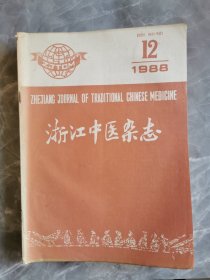 12
1988
ZHEJIANG JOURNAL OF TRADITIONAL CHINESE MEDICINE
浙江中医杂志